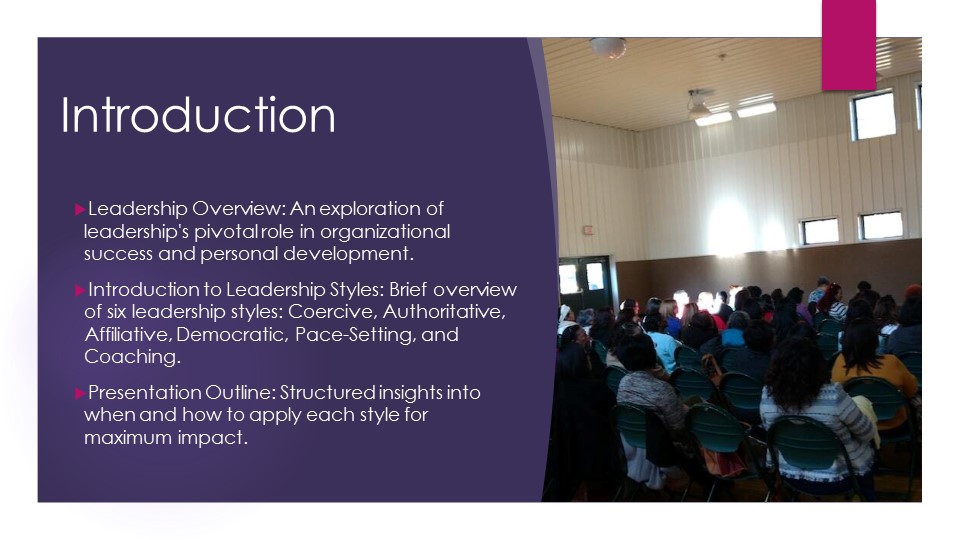 Introduction
Leadership Overview: An exploration of
leadership's pivotal role in organizational
success and personal development.
Introduction to Leadership Styles: Brief overview
of six leadership styles: Coercive, Authoritative,
Affiliative, Democratic, Pace-Setting, and
Coaching.
Presentation Outline: Structured insights into
when and how to apply each style for
maximum impact.